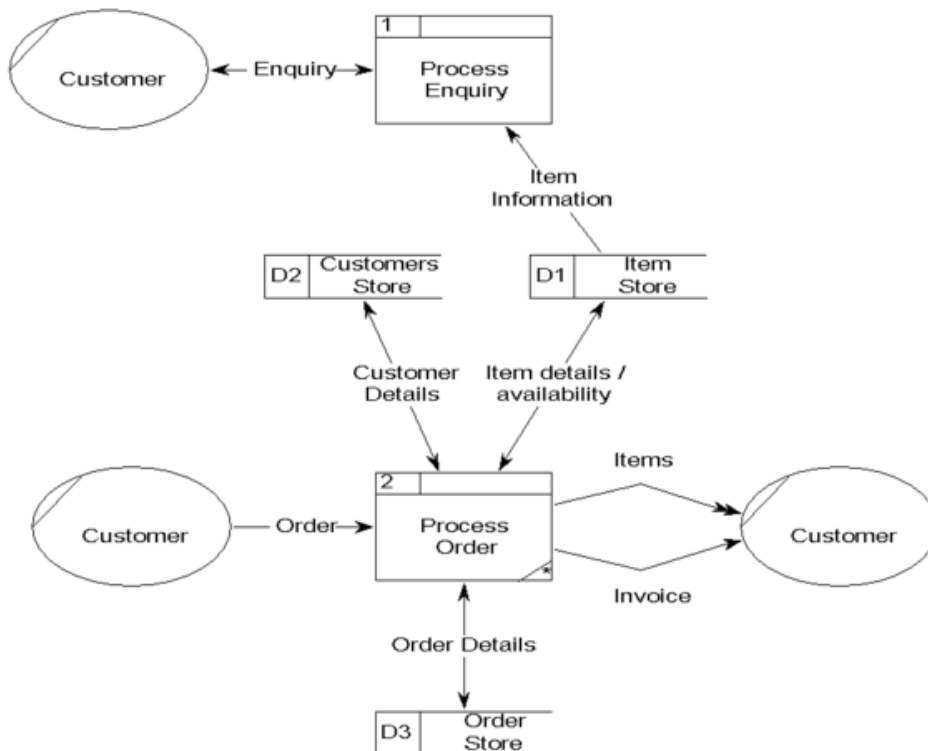 1
Customer
Enquiry
Process
Enquiry
Item
Information
D2
Customers
Store
D1
Item
Store
Customer
Details
Item details /
availability
2
Items
Customer
Order
Process
Order
*
Customer
Invoice
Order Details
D3
Order
Store